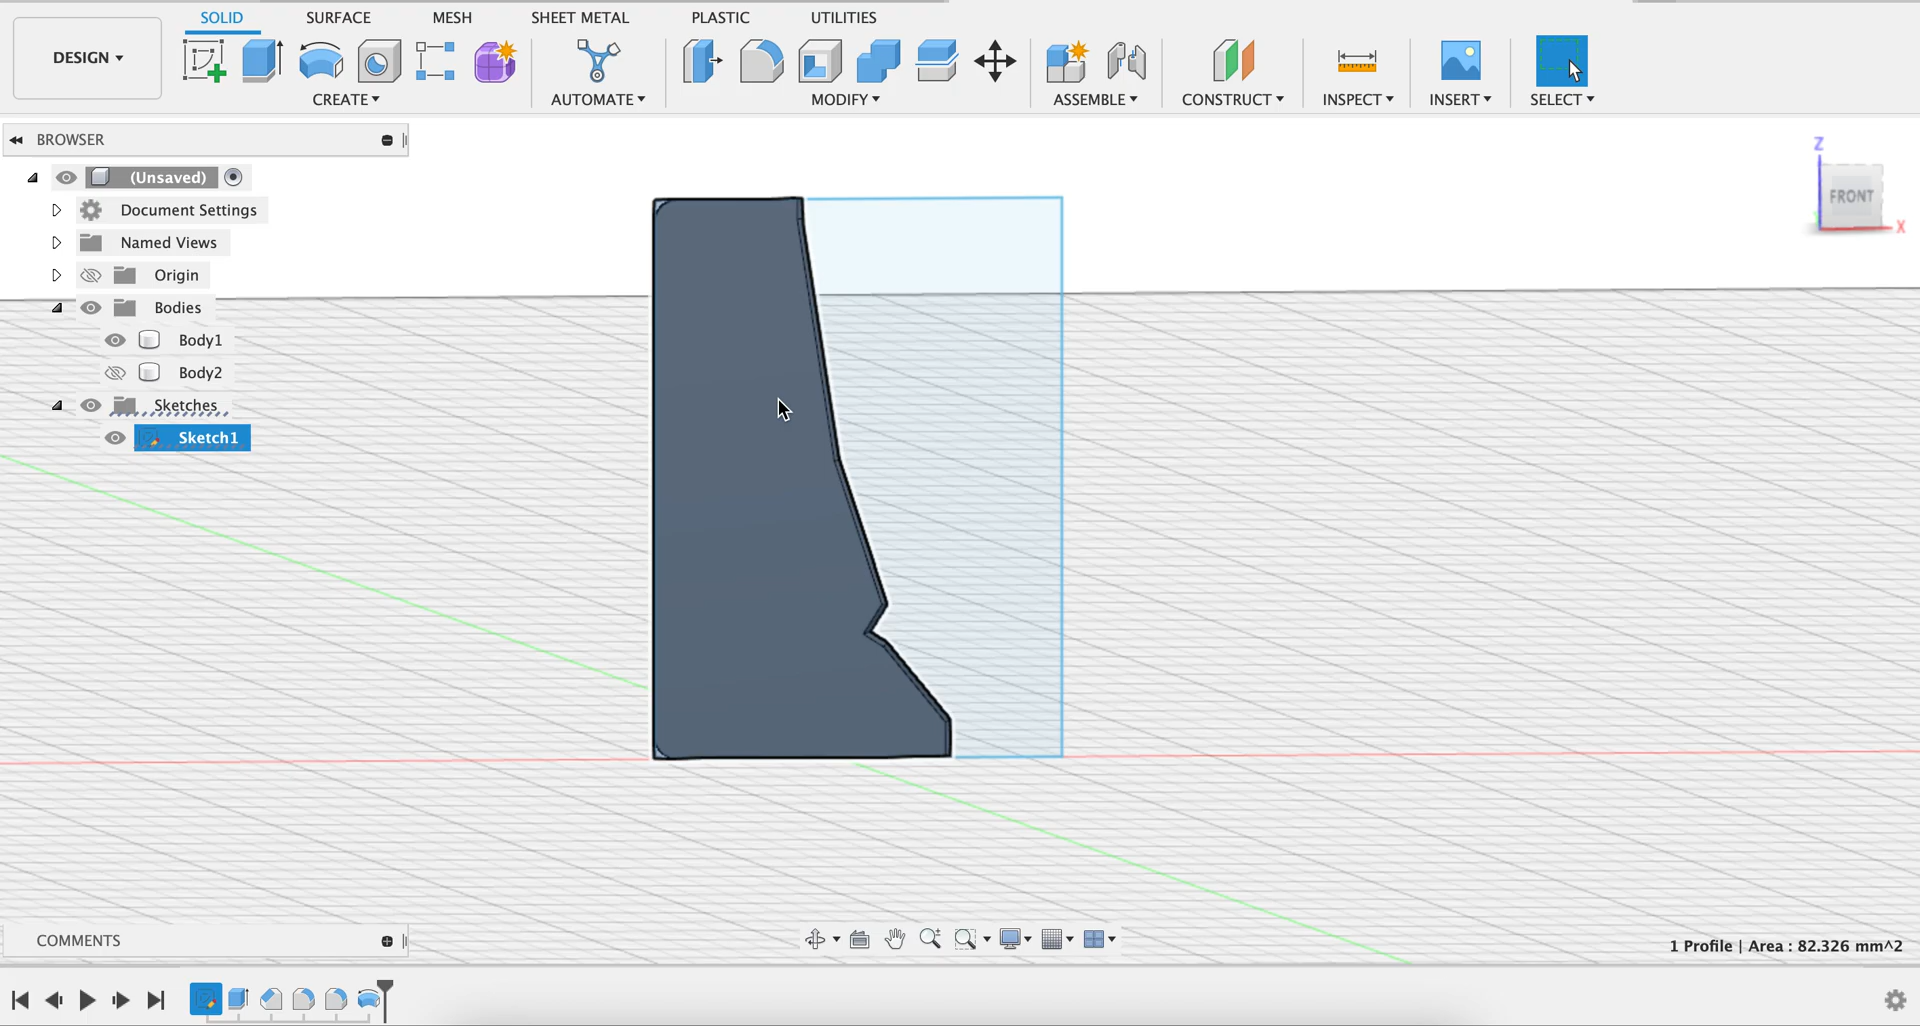 SOLID SURFACE MESH SHEET METAL PLASTIC UTILITIES
DESIGN
CREATE AUTOMATE MODIFY ASSEMBLE CONSTRUCT INSPECT INSERT SELECT
BROWSER
(Unsaved)
Document Settings
Named Views
Origin
Bodies
Body1
Body2
Sketches
Sketch1
Z
FRONT
X
COMMENTS
1 Profile | Area : 82.326 mm^2